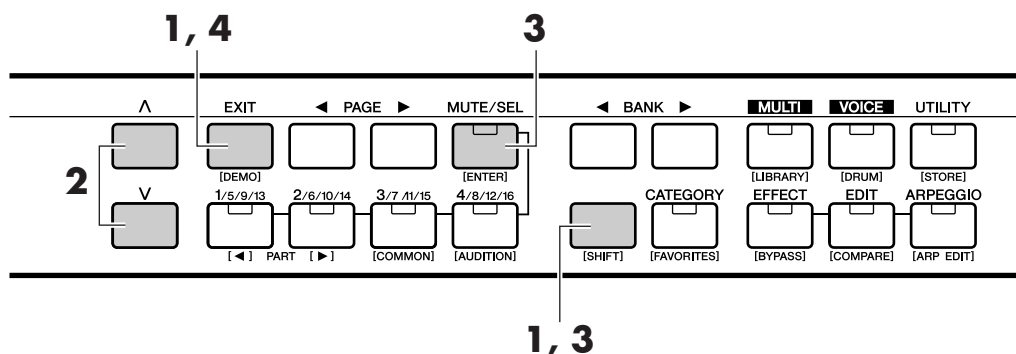 1, 4
3
∧ EXIT ◀ PAGE ▶ MUTE/SEL ◀ BANK ▶ MULTI VOICE UTILITY
[DEMO] [ENTER] [LIBRARY] [DRUM] [STORE]
2
∨ 1/5/9/13 2/6/10/14 3/7/11/15 4/8/12/16 CATEGORY EFFECT EDIT ARPEGGIO
[◀] PART [▶] [COMMON] [AUDITION] [SHIFT] [FAVORITES] [BYPASS] [COMPARE] [ARP EDIT]
1, 3